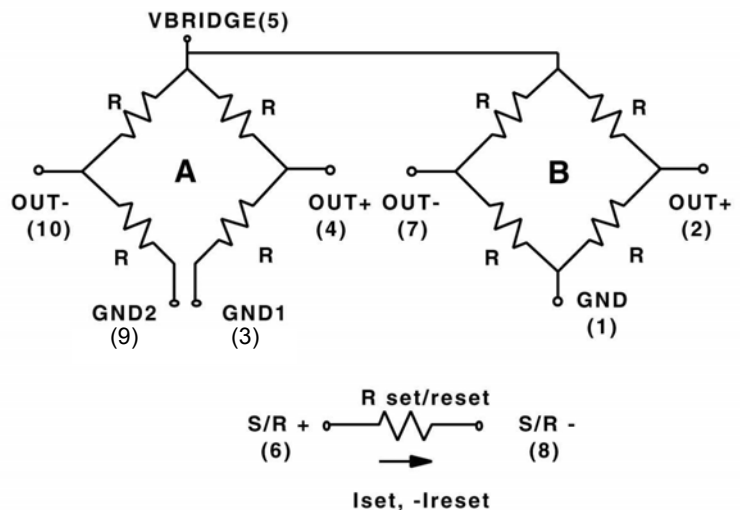 VBRIDGE(5)
R
R
R
R
A
B
OUT-
(10)
OUT+
(4)
OUT-
(7)
OUT+
(2)
R
R
R
R
GND2
(9)
GND1
(3)
GND
(1)
R set/reset
S/R +
(6)
S/R -
(8)
Iset, -Ireset